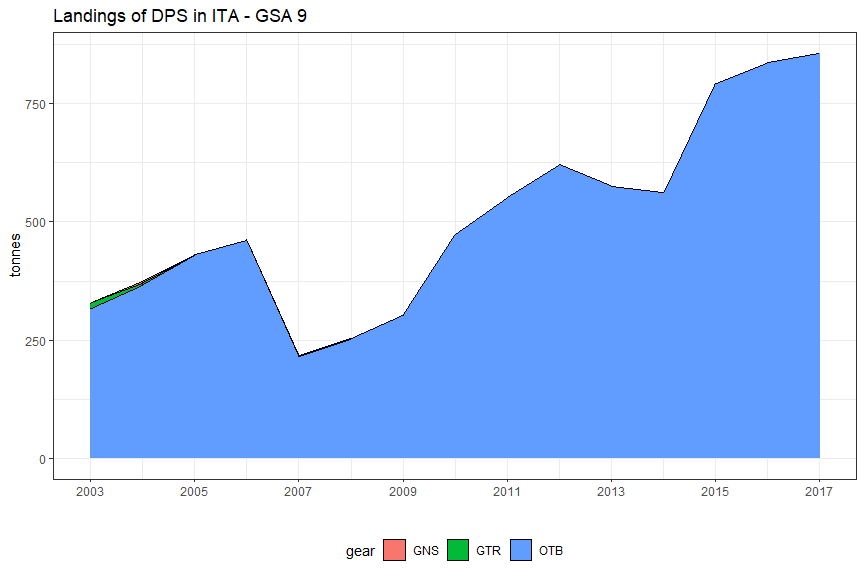 Landings of DPS in ITA - GSA 9
tonnes
750
500
250
0
2003 2005 2007 2009 2011 2013 2015 2017
gear GNS GTR OTB